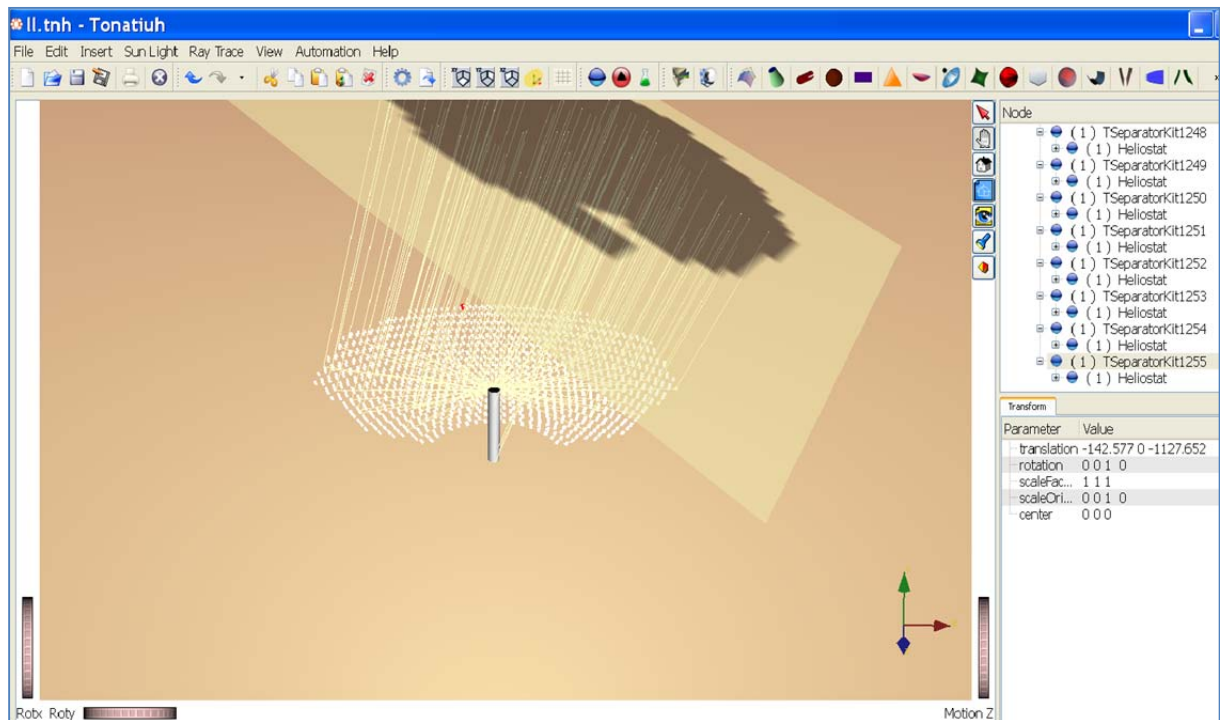 ll.tnh - Tonatiuh
File Edit Insert Sun Light Ray Trace View Automation Help
Node
( 1 ) TSeparatorKit1248
( 1 ) Heliostat
( 1 ) TSeparatorKit1249
( 1 ) Heliostat
( 1 ) TSeparatorKit1250
( 1 ) Heliostat
( 1 ) TSeparatorKit1251
( 1 ) Heliostat
( 1 ) TSeparatorKit1252
( 1 ) Heliostat
( 1 ) TSeparatorKit1253
( 1 ) Heliostat
( 1 ) TSeparatorKit1254
( 1 ) Heliostat
( 1 ) TSeparatorKit1255
( 1 ) Heliostat
Transform
Parameter Value
translation -142.577 0 -1127.652
rotation 0 0 1 0
scaleFac... 1 1 1
scaleOri... 0 0 1 0
center 0 0 0
Rotx Roty Motion Z